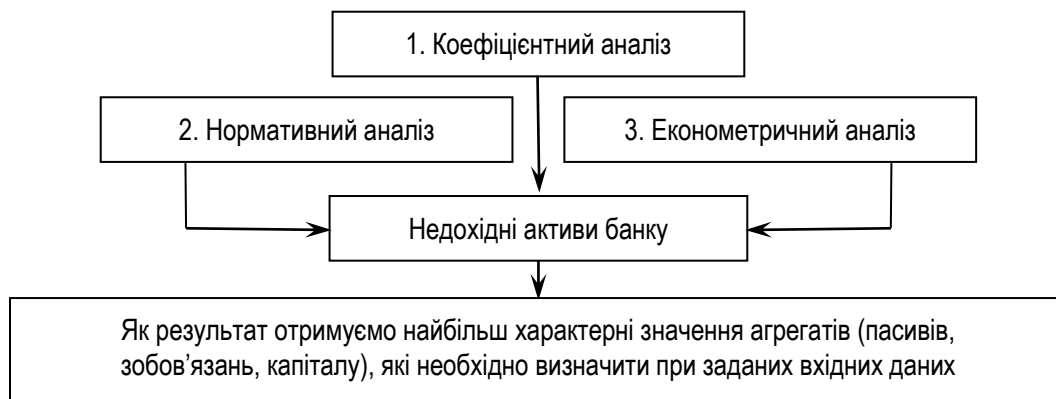 1. Коефіцієнтний аналіз
2. Нормативний аналіз
3. Економетричний аналіз
Недохідні активи банку
Як результат отримуємо найбільш характерні значення агрегатів (пасивів,
зобов’язань, капіталу), які необхідно визначити при заданих вхідних даних